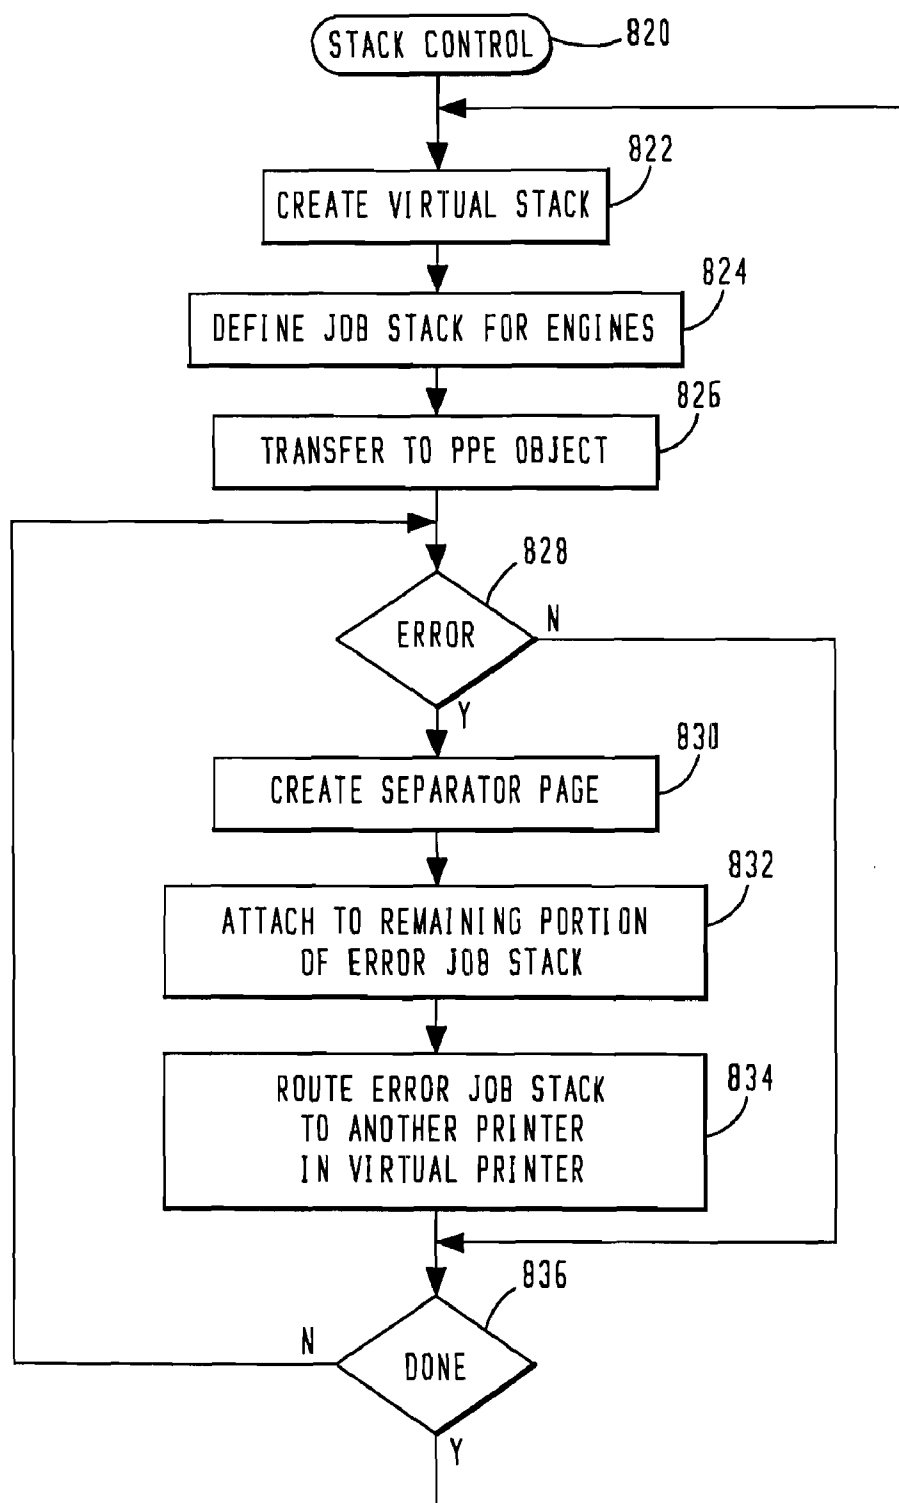 STACK CONTROL
820
822
CREATE VIRTUAL STACK
824
DEFINE JOB STACK FOR ENGINES
826
TRANSFER TO PPE OBJECT
828
ERROR
N
Y
830
CREATE SEPARATOR PAGE
832
ATTACH TO REMAINING PORTION
OF ERROR JOB STACK
834
ROUTE ERROR JOB STACK
TO ANOTHER PRINTER
IN VIRTUAL PRINTER
836
N
DONE
Y